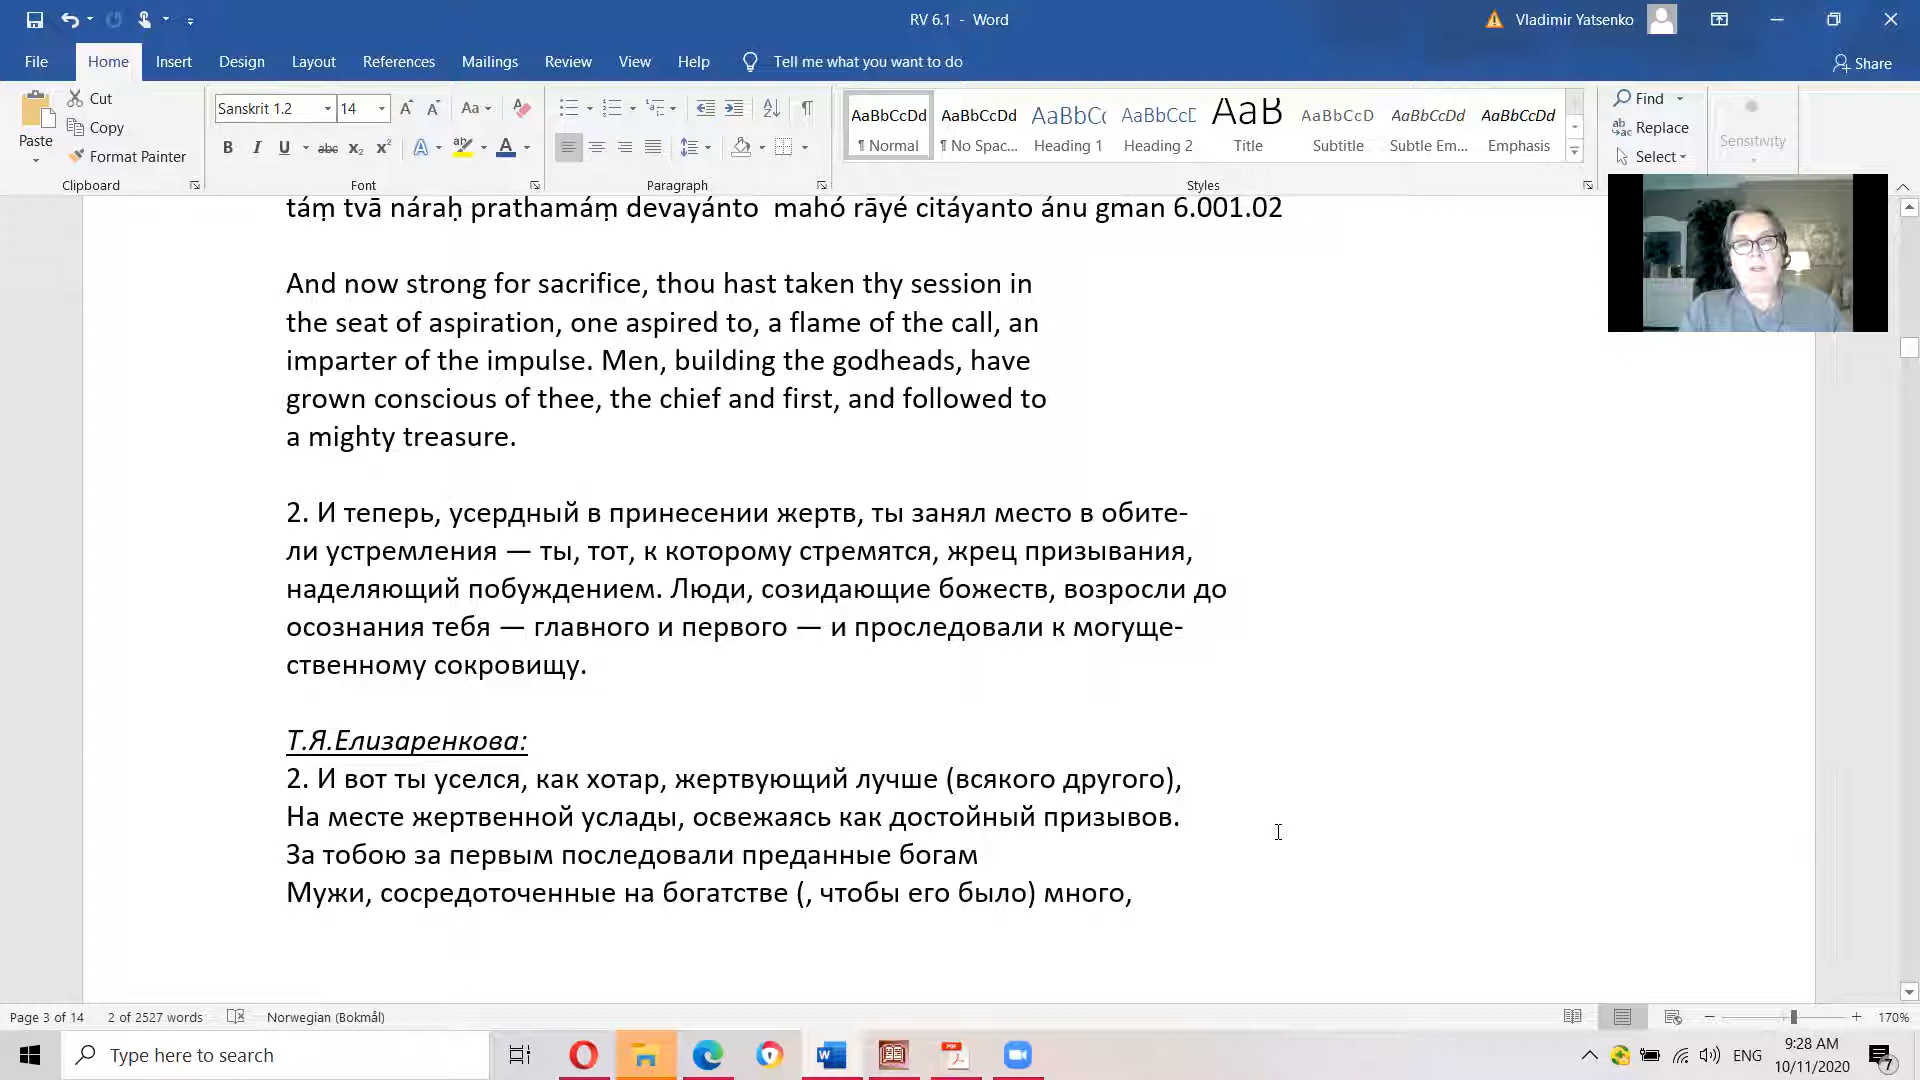 RV 6.1 - Word
Vladimir Yatsenko
File Home Insert Design Layout References Mailings Review View Help Tell me what you want to do Share
Paste
Cut
Copy
Format Painter
Clipboard
Sanskrit 1.2 14
Font
Paragraph
AaBbCcDd AaBbCcDd AaBbCc AaBbCcD AaB AaBbCcD AaBbCcDd AaBbCcDd
¶ Normal ¶ No Spac... Heading 1 Heading 2 Title Subtitle Subtle Em... Emphasis
Styles
Find
Replace
Select
Sensitivity
táṃ tvā náraḥ prathamáṃ devayánto mahó rāyé citáyanto ánu gman 6.001.02
And now strong for sacrifice, thou hast taken thy session in
the seat of aspiration, one aspired to, a flame of the call, an
imparter of the impulse. Men, building the godheads, have
grown conscious of thee, the chief and first, and followed to
a mighty treasure.
2. И теперь, усердный в принесении жертв, ты занял место в обите-
ли устремления — ты, тот, к которому стремятся, жрец призывания,
наделяющий побуждением. Люди, созидающие божеств, возросли до
осознания тебя — главного и первого — и проследовали к могуще-
ственному сокровищу.
Т.Я.Елизаренкова:
2. И вот ты уселся, как хотар, жертвующий лучше (всякого другого),
На месте жертвенной услады, освежаясь как достойный призывов.
За тобою за первым последовали преданные богам
Мужи, сосредоточенные на богатстве (, чтобы его было) много,
Page 3 of 14 2 of 2527 words Norwegian (Bokmål) 170%
Type here to search
ENG
9:28 AM
10/11/2020
7